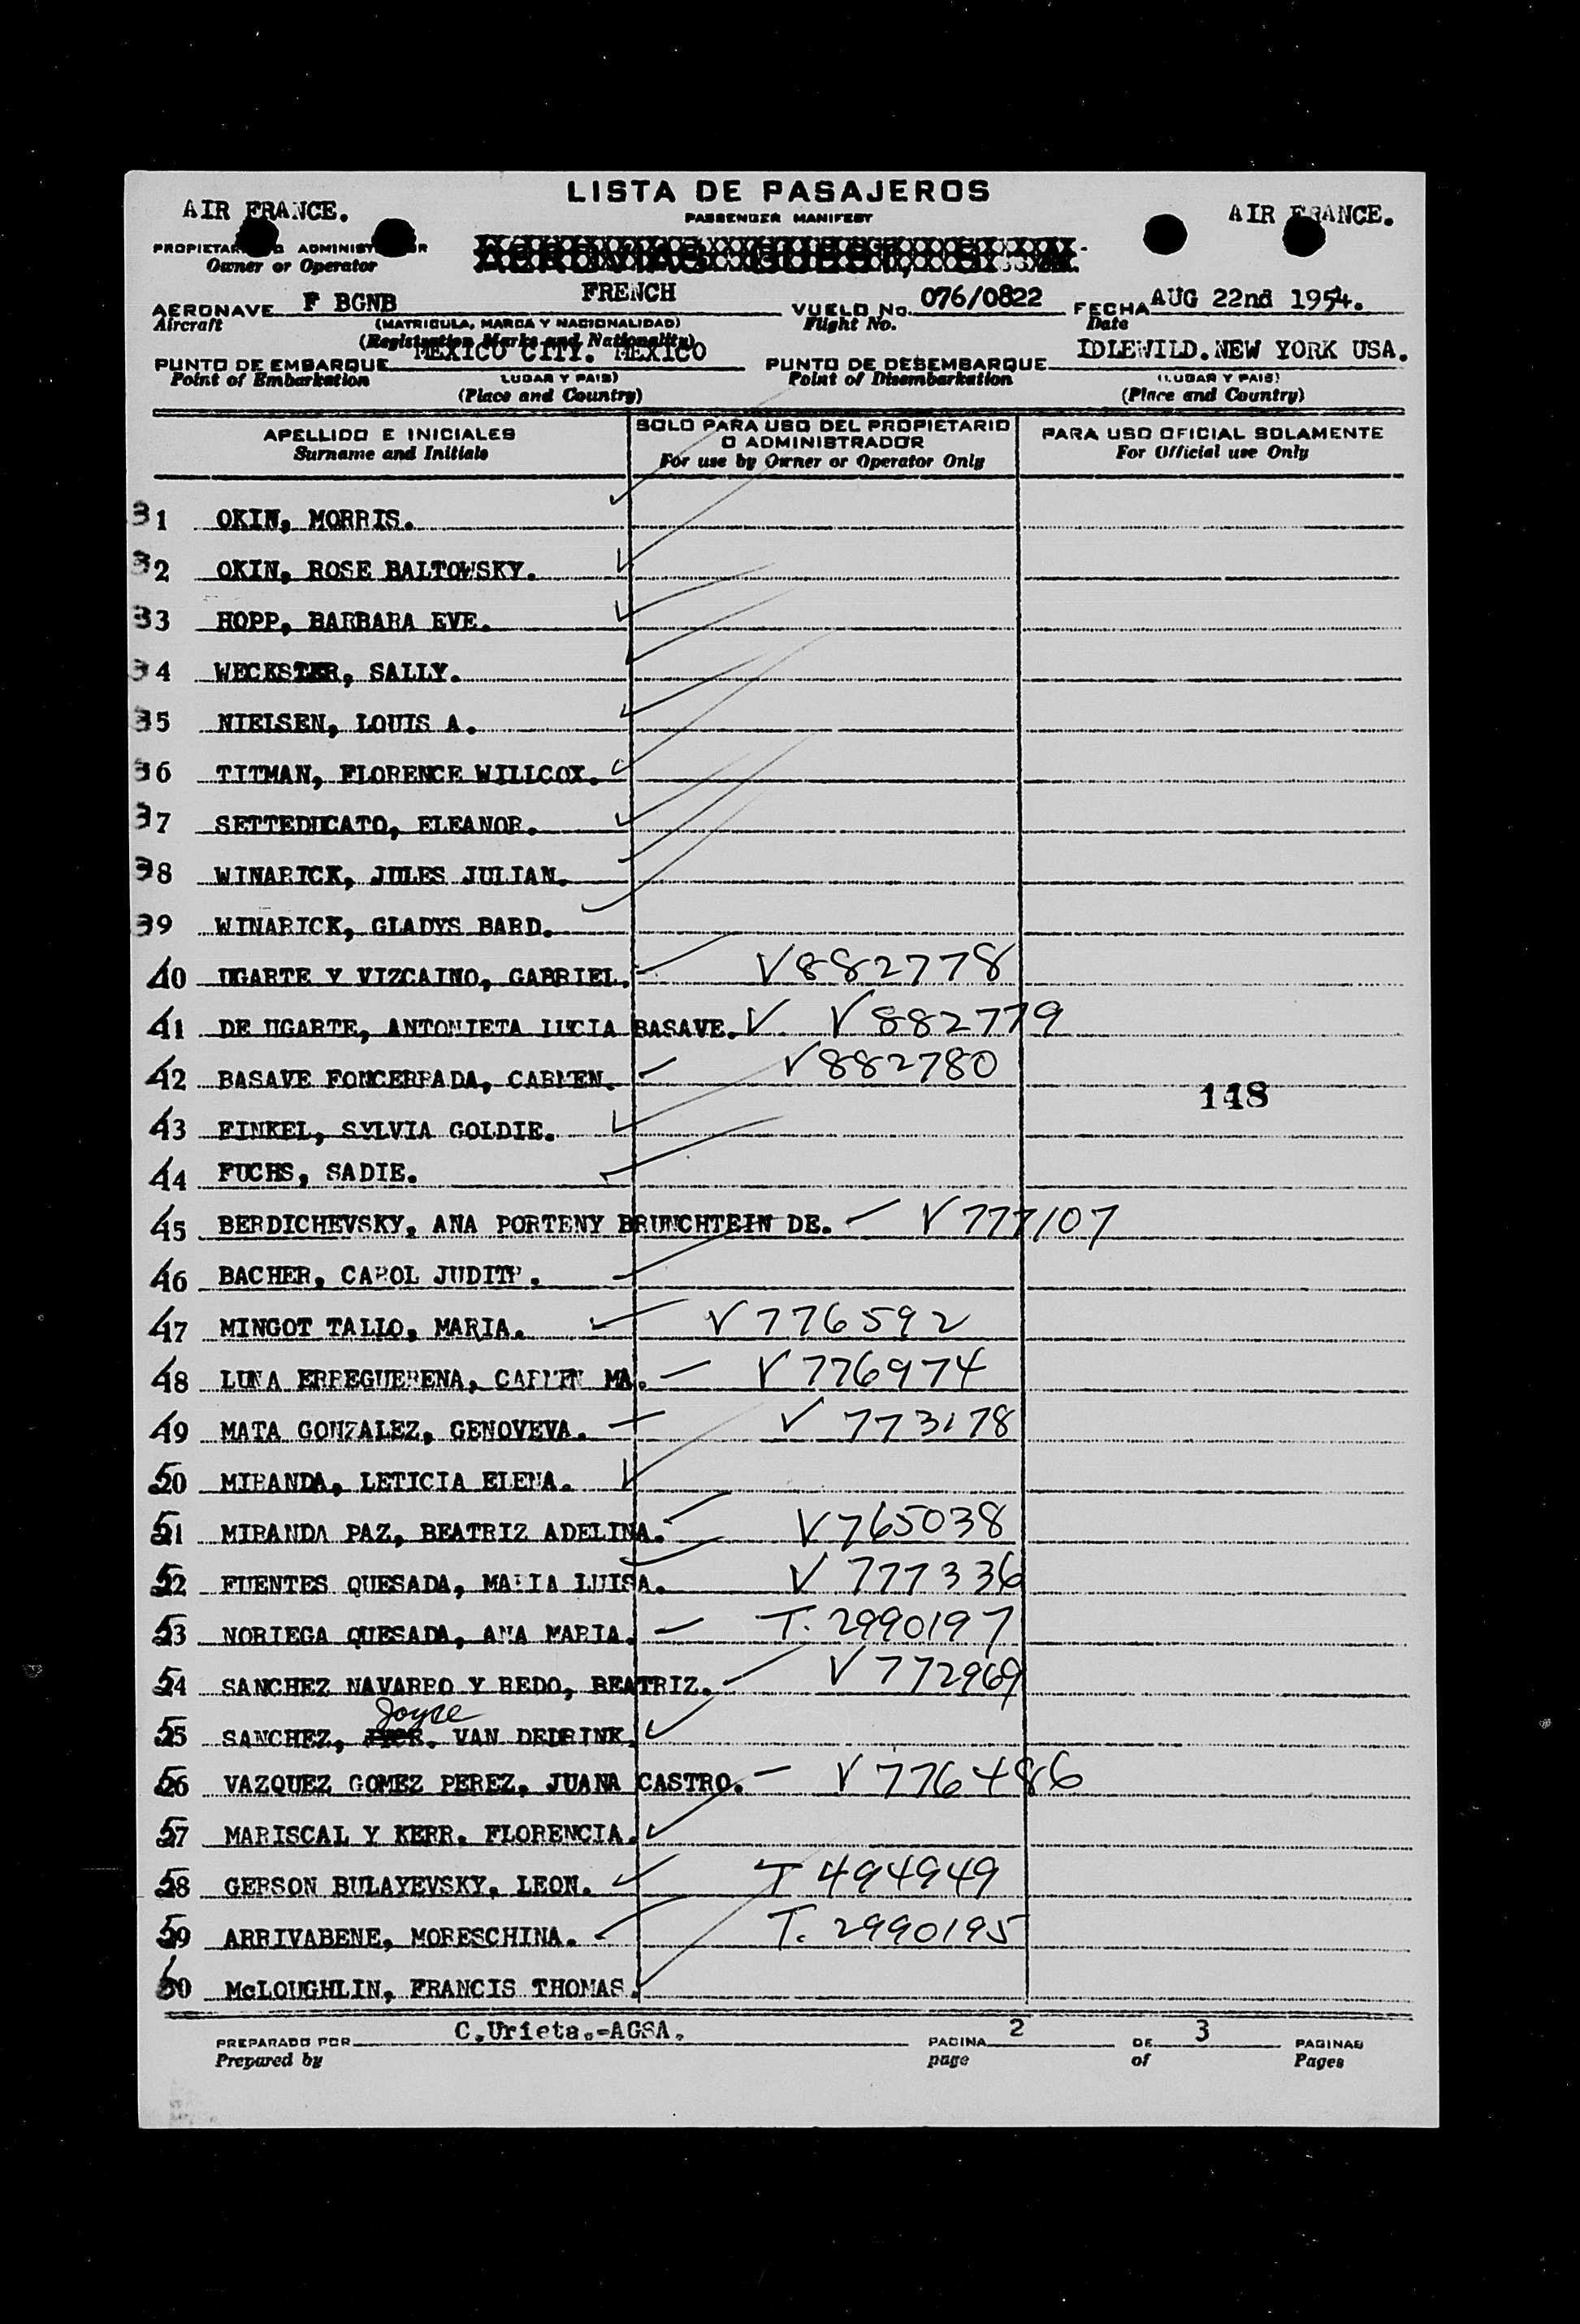 LISTA DE PASAJEROS
PASSENGER MANIFEST
AIR FRANCE.
AIR FRANCE.
PROPIETARIO O ADMINISTRADOR
Owner or Operator
AERONAVE F BGNB FRENCH VUELO No. 076/0822 FECHA AUG 22nd 1954.
Aircraft (MATRICULA, MARCA Y NACIONALIDAD) Flight No. Date
(Registration Marks and Nationality)
PUNTO DE EMBARQUE MEXICO CITY. MEXICO PUNTO DE DESEMBARQUE IDLEWILD. NEW YORK USA.
Point of Embarkation (LUGAR Y PAIS) Point of Disembarkation (LUGAR Y PAIS)
(Place and Country) (Place and Country)
APELLIDO E INICIALES SOLO PARA USO DEL PROPIETARIO O ADMINISTRADOR PARA USO OFICIAL SOLAMENTE
Surname and Initials For use by Owner or Operator Only For Official use Only
31 OKIN, MORRIS.
32 OKIN, ROSE BALTOWSKY.
33 HOPP, BARBARA EVE.
34 WECKSTER, SALLY.
35 NIELSEN, LOUIS A.
36 TITMAN, FLORENCE WILLCOX.
37 SETTEDUCATO, ELEANOR.
38 WINARICK, JULES JULIAN.
39 WINARICK, GLADYS BARD.
40 UGARTE Y VIZCAINO, GABRIEL. V882778
41 DE UGARTE, ANTONIETA LUCIA BASAVE. V V882779
42 BASAVE FONCERRADA, CARMEN. V882780
148
43 FINKEL, SYLVIA GOLDIE.
44 FUCHS, SADIE.
45 BERDICHEVSKY, ANA PORTENY BRUNCHTEIN DE. V777107
46 BACHER, CAROL JUDITH.
47 MINGOT TALLO, MARIA. V776592
48 LUNA ERREGUERENA, CARMEN MA. V776974
49 MATA GONZALEZ, GENOVEVA. V 773178
50 MIRANDA, LETICIA ELENA.
51 MIRANDA PAZ, BEATRIZ ADELINA. V765038
52 FUENTES QUESADA, MARIA LUISA. V 777336
53 NORIEGA QUESADA, ANA MARIA. T. 2990197
54 SANCHEZ NAVARRO Y REDO, BEATRIZ. V772969
55 SANCHEZ, Joyce VAN DEDRINK.
56 VAZQUEZ GOMEZ PEREZ, JUANA CASTRO. V776486
57 MARISCAL Y KERR. FLORENCIA.
58 GERSON BULAYEVSKY, LEON. T 494949
59 ARRIVABENE, MORESCHINA. T. 2990195
60 McLOUGHLIN, FRANCIS THOMAS.
PREPARADO POR C.Urieta.-AGSA. PAGINA 2 DE 3 PAGINAS
Prepared by page of Pages